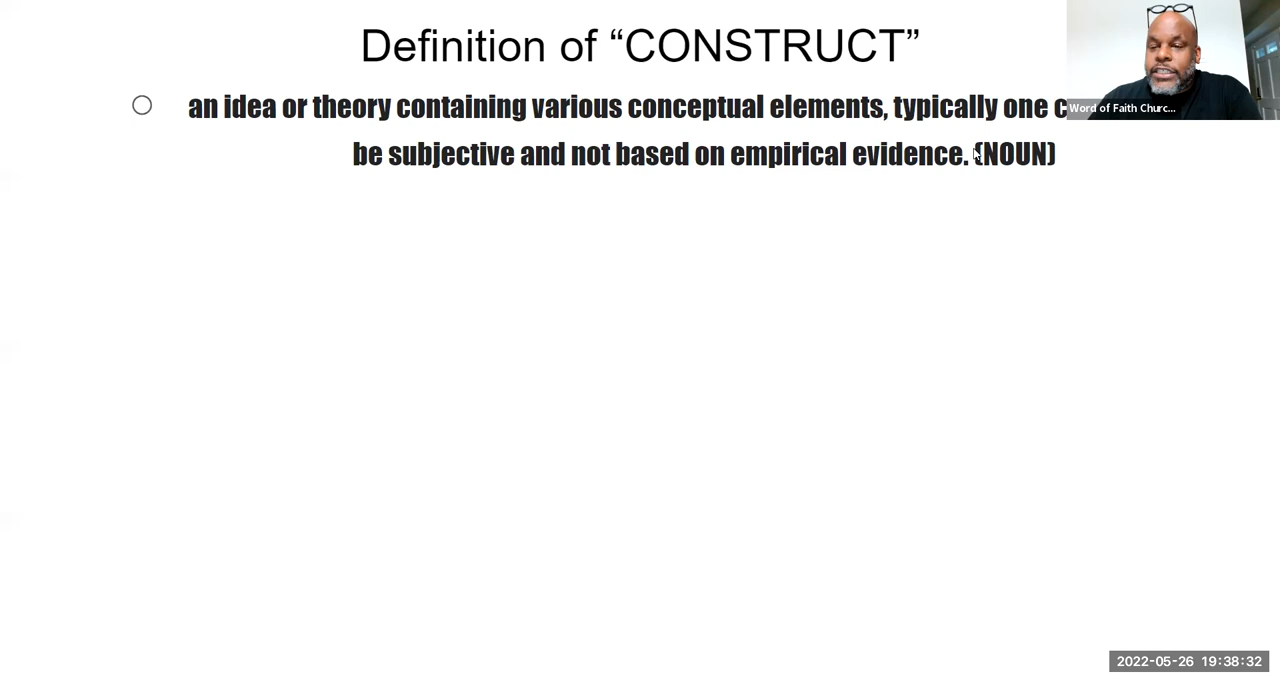 Definition of “CONSTRUCT”
an idea or theory containing various conceptual elements, typically one
Word of Faith Churc...
be subjective and not based on empirical evidence. (NOUN)
2022-05-26 19:38:32